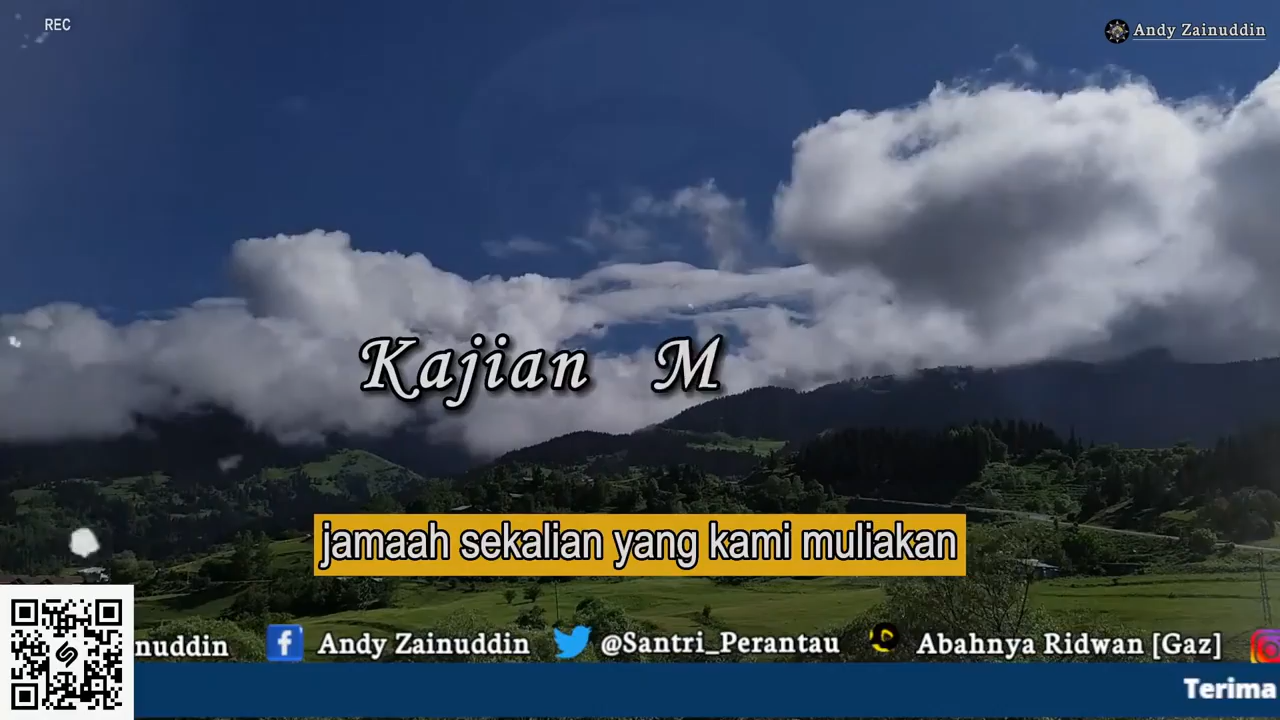 REC
Andy Zainuddin
Kajian M
jamaah sekalian yang kami muliakan
nuddin Andy Zainuddin @Santri_Perantau Abahnya Ridwan [Gaz]
Terima